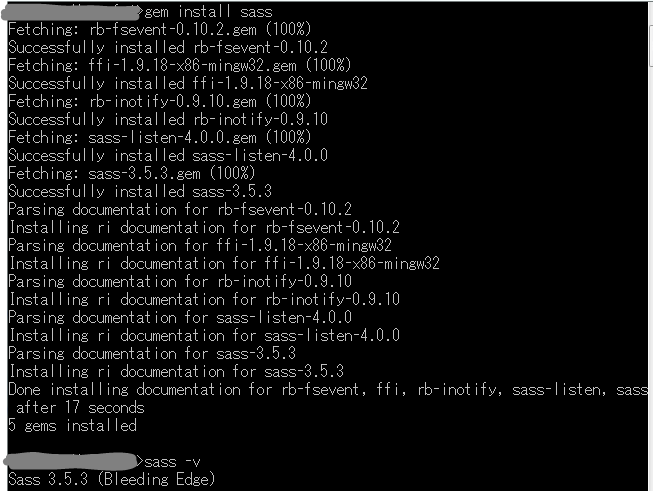 >gem install sass
Fetching: rb-fsevent-0.10.2.gem (100%)
Successfully installed rb-fsevent-0.10.2
Fetching: ffi-1.9.18-x86-mingw32.gem (100%)
Successfully installed ffi-1.9.18-x86-mingw32
Fetching: rb-inotify-0.9.10.gem (100%)
Successfully installed rb-inotify-0.9.10
Fetching: sass-listen-4.0.0.gem (100%)
Successfully installed sass-listen-4.0.0
Fetching: sass-3.5.3.gem (100%)
Successfully installed sass-3.5.3
Parsing documentation for rb-fsevent-0.10.2
Installing ri documentation for rb-fsevent-0.10.2
Parsing documentation for ffi-1.9.18-x86-mingw32
Installing ri documentation for ffi-1.9.18-x86-mingw32
Parsing documentation for rb-inotify-0.9.10
Installing ri documentation for rb-inotify-0.9.10
Parsing documentation for sass-listen-4.0.0
Installing ri documentation for sass-listen-4.0.0
Parsing documentation for sass-3.5.3
Installing ri documentation for sass-3.5.3
Done installing documentation for rb-fsevent, ffi, rb-inotify, sass-listen, sass
 after 17 seconds
5 gems installed
>sass -v
Sass 3.5.3 (Bleeding Edge)